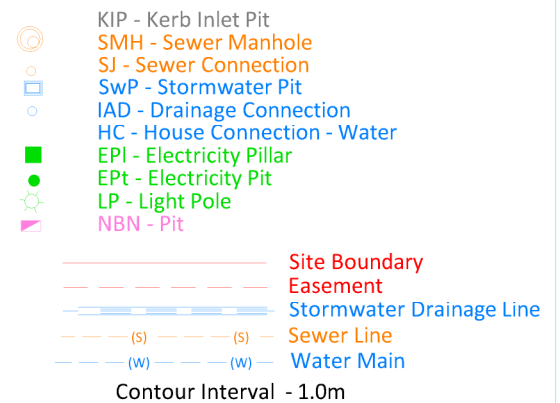 KIP - Kerb Inlet Pit
SMH - Sewer Manhole
SJ - Sewer Connection
SwP - Stormwater Pit
IAD - Drainage Connection
HC - House Connection - Water
EPl - Electricity Pillar
EPt - Electricity Pit
LP - Light Pole
NBN - Pit
Site Boundary
Easement
Stormwater Drainage Line
(S) (S) Sewer Line
(W) (W) Water Main
Contour Interval - 1.0m